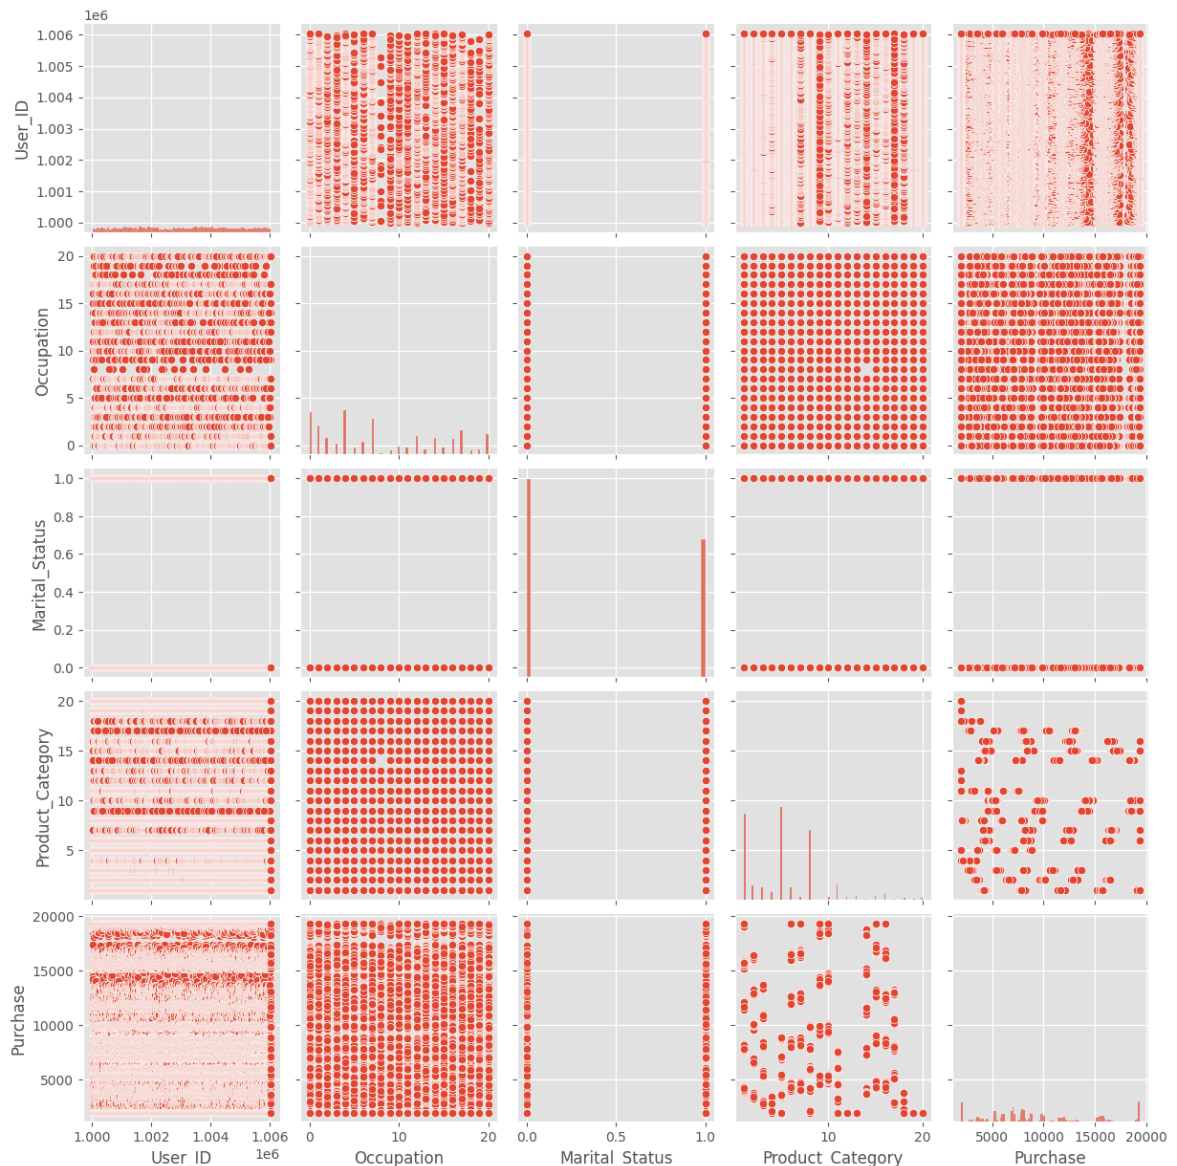 1e6
1.006
1.005
1.004
1.003
1.002
1.001
1.000
User_ID
20
15
10
5
0
Occupation
1.0
0.8
0.6
0.4
0.2
0.0
Marital_Status
20
15
10
5
Product_Category
20000
15000
10000
5000
Purchase
1.000 1.002 1.004 1.006 0 10 20 0.0 0.5 1.0 10 20 5000 10000 15000 20000
1e6
User_ID Occupation Marital_Status Product_Category Purchase